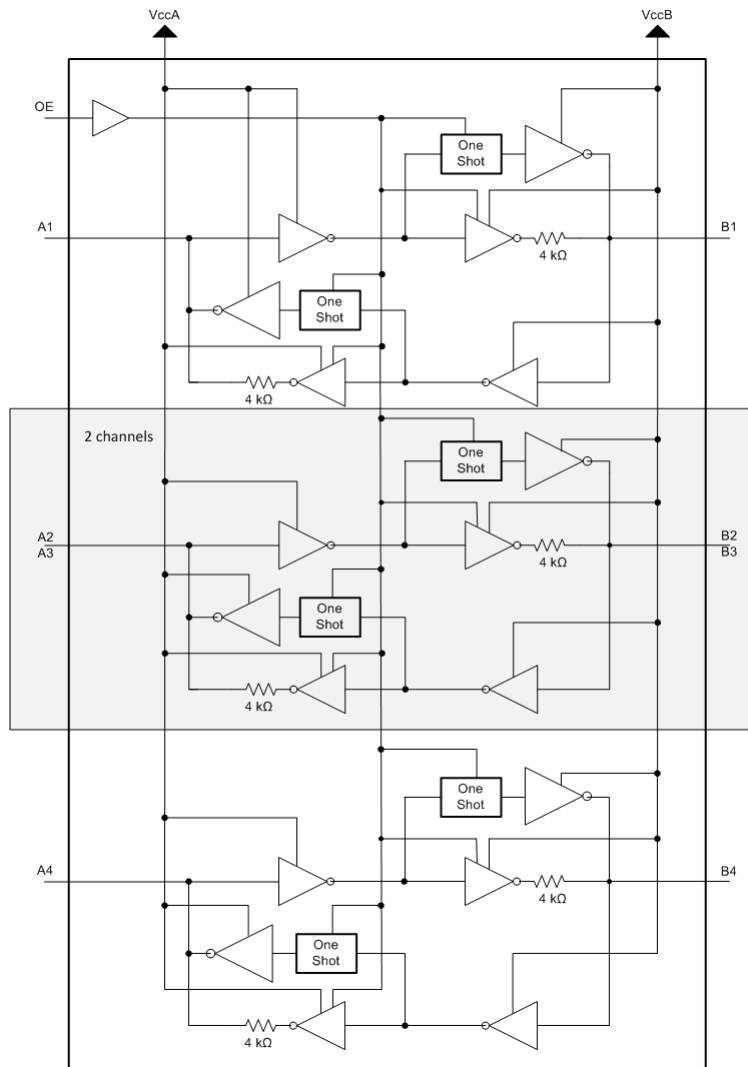 VccA
VccB
OE
One
Shot
A1
B1
4 kΩ
One
Shot
4 kΩ
2 channels
One
Shot
A2
A3
B2
B3
4 kΩ
One
Shot
4 kΩ
One
Shot
A4
B4
4 kΩ
One
Shot
4 kΩ